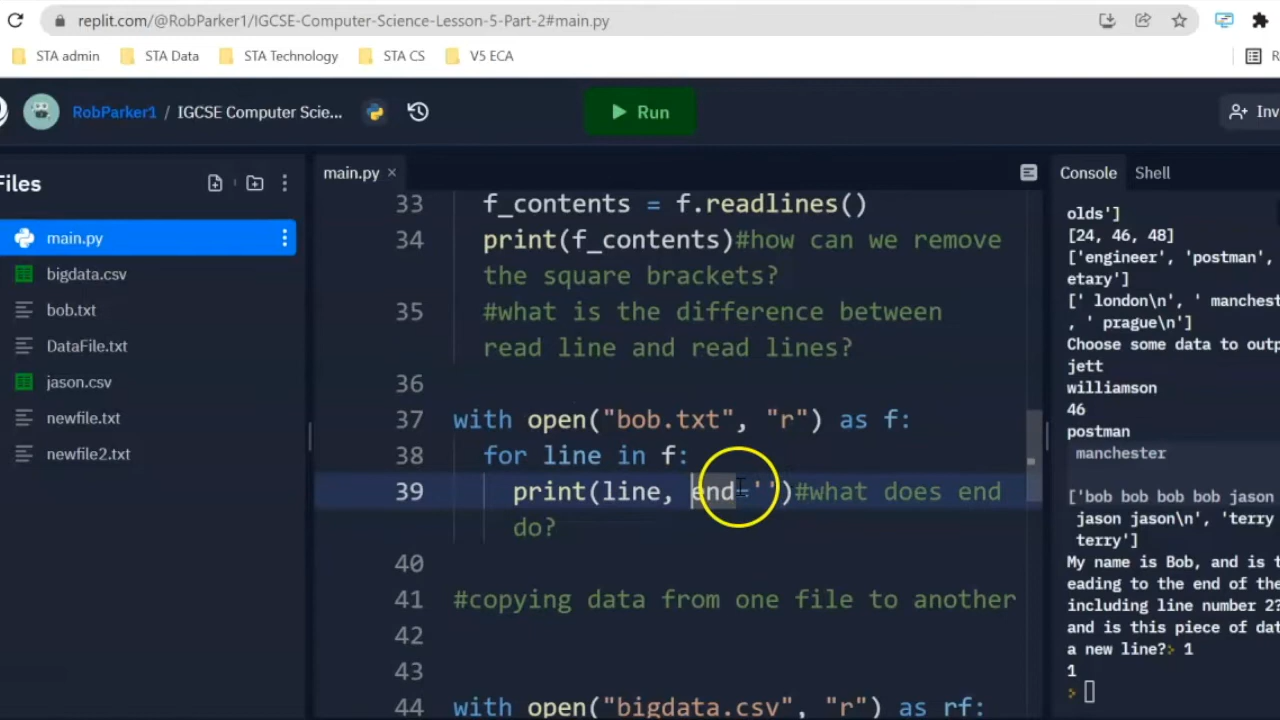 replit.com/@RobParker1/IGCSE-Computer-Science-Lesson-5-Part-2#main.py
STA admin STA Data STA Technology STA CS V5 ECA R
RobParker1 / IGCSE Computer Scie... Run Inv
Files
main.py
bigdata.csv
bob.txt
DataFile.txt
jason.csv
newfile.txt
newfile2.txt
main.py ×
33 f_contents = f.readlines()
34 print(f_contents)#how can we remove
the square brackets?
35 #what is the difference between
read line and read lines?
36
37 with open("bob.txt", "r") as f:
38 for line in f:
39 print(line, end='')#what does end
do?
40
41 #copying data from one file to another
42
43
44 with open("bigdata.csv", "r") as rf:
Console Shell
olds']
[24, 46, 48]
['engineer', 'postman',
etary']
[' london\n', ' manchest
, ' prague\n']
Choose some data to outp
jett
williamson
46
postman
manchester
['bob bob bob bob jason
jason jason\n', 'terry
terry']
My name is Bob, and is t
eading to the end of the
including line number 2?
and is this piece of dat
a new line?> 1
1
>